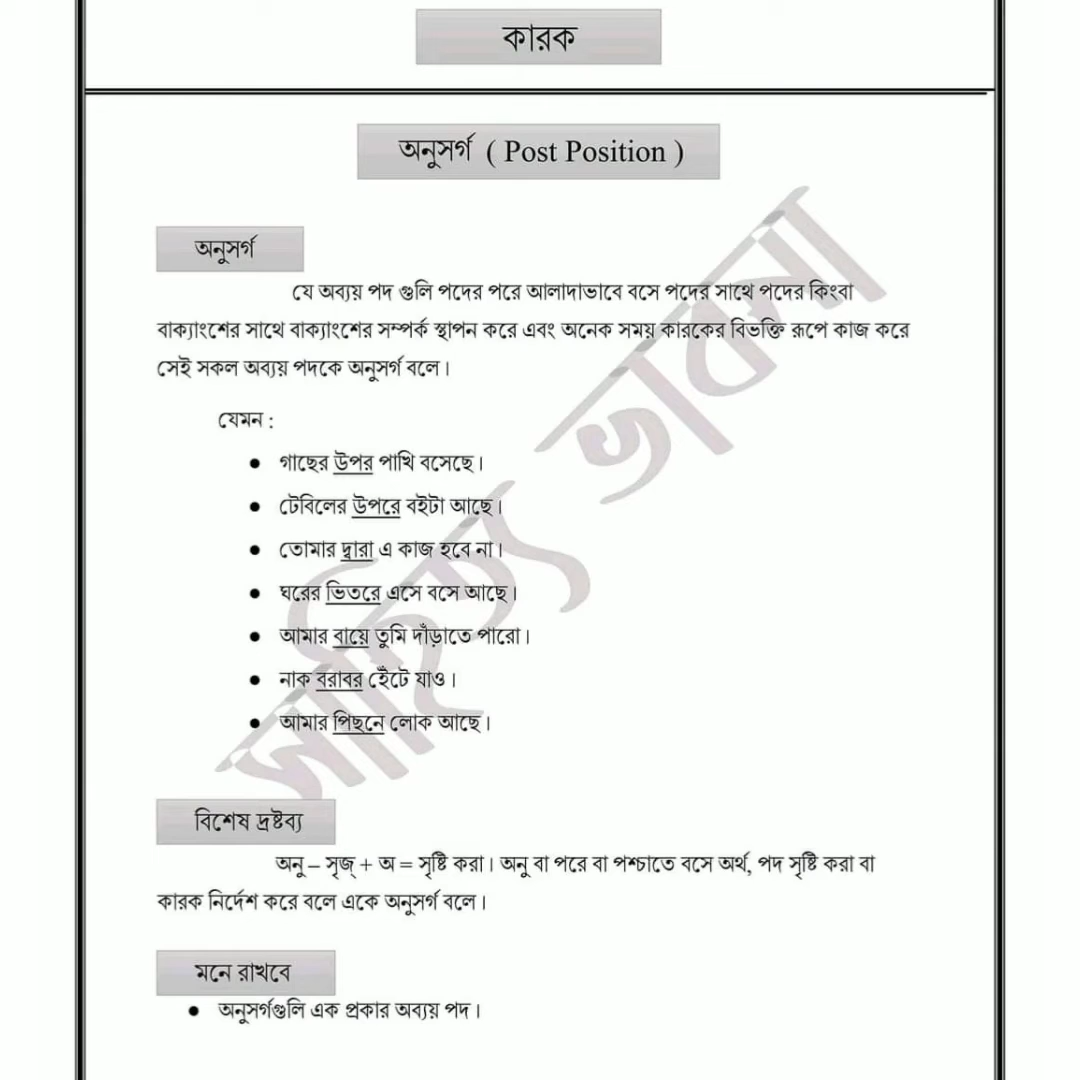 কারক
অনুসর্গ ( Post Position )
অনুসর্গ
যে অব্যয় পদ গুলি পদের পরে আলাদাভাবে বসে পদের সাথে পদের কিংবা
বাক্যাংশের সাথে বাক্যাংশের সম্পর্ক স্থাপন করে এবং অনেক সময় কারকের বিভক্তি রূপে কাজ করে
সেই সকল অব্যয় পদকে অনুসর্গ বলে।
যেমন :
• গাছের উপর পাখি বসেছে।
• টেবিলের উপরে বইটা আছে।
• তোমার দ্বারা এ কাজ হবে না।
• ঘরের ভিতরে এসে বসে আছে।
• আমার বায়ে তুমি দাঁড়াতে পারো।
• নাক বরাবর হেঁটে যাও।
• আমার পিছনে লোক আছে।
সাহিত্য ভাবনা
বিশেষ দ্রষ্টব্য
অনু – সৃজ্ + অ = সৃষ্টি করা। অনু বা পরে বা পশ্চাতে বসে অর্থ, পদ সৃষ্টি করা বা
কারক নির্দেশ করে বলে একে অনুসর্গ বলে।
মনে রাখবে
• অনুসর্গগুলি এক প্রকার অব্যয় পদ।